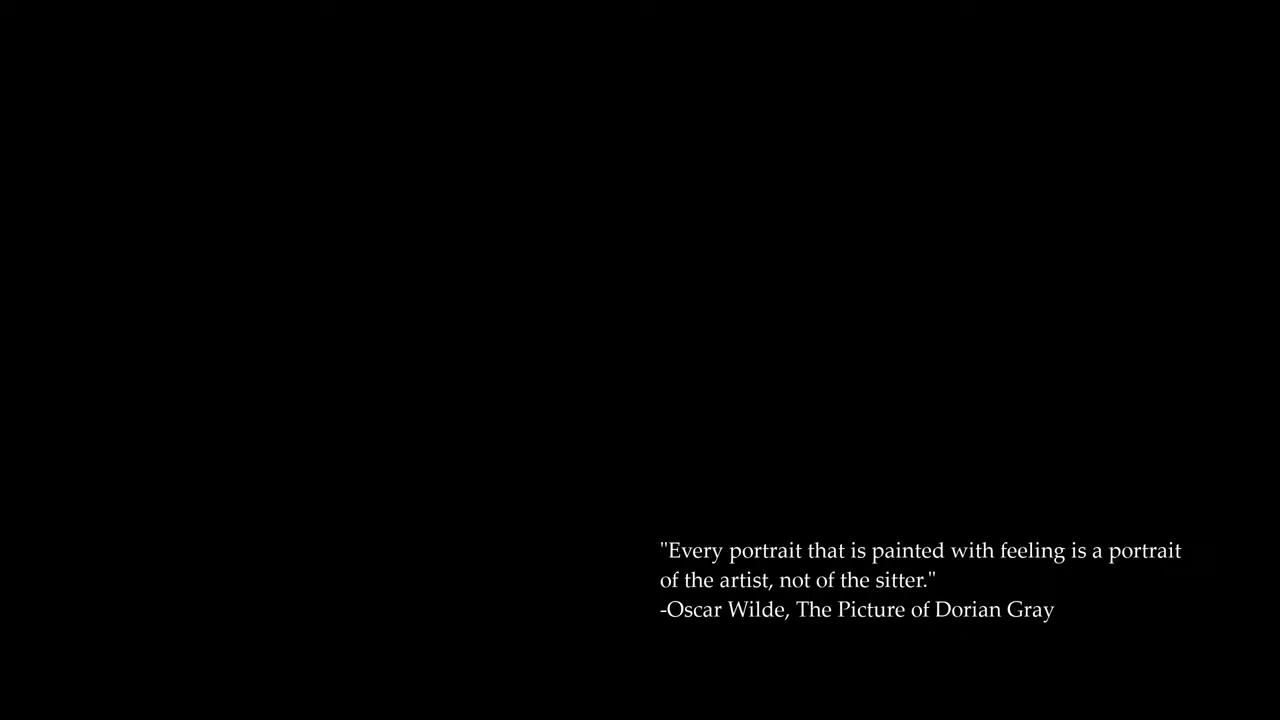 "Every portrait that is painted with feeling is a portrait
of the artist, not of the sitter."
-Oscar Wilde, The Picture of Dorian Gray